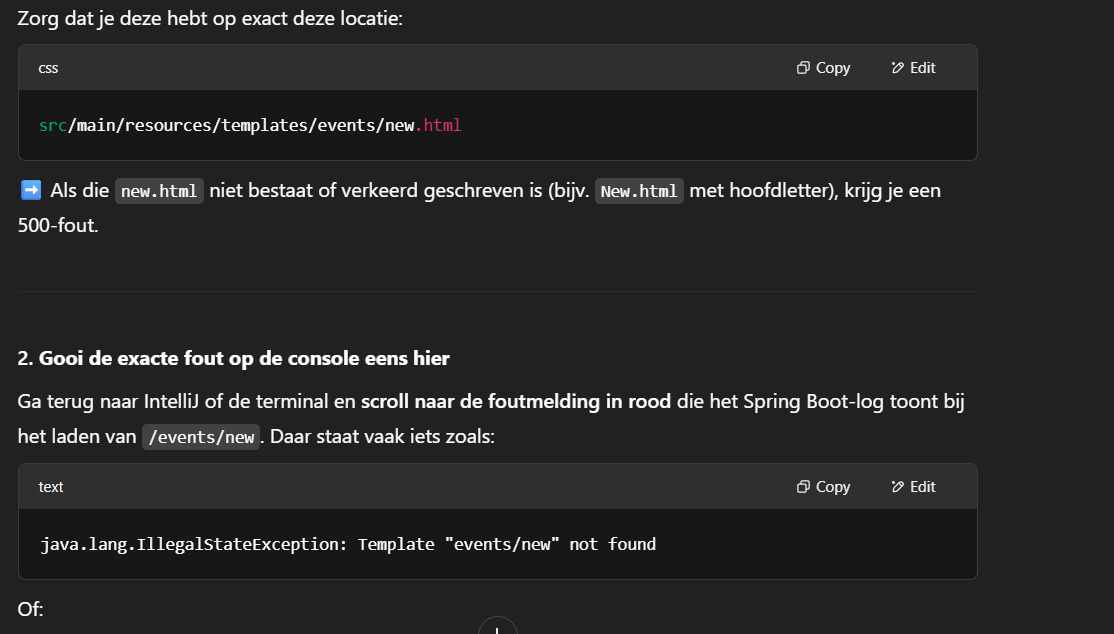 Zorg dat je deze hebt op exact deze locatie:
css
Copy
Edit
src/main/resources/templates/events/new.html
➡️ Als die new.html niet bestaat of verkeerd geschreven is (bijv. New.html met hoofdletter), krijg je een
500-fout.
2. Gooi de exacte fout op de console eens hier
Ga terug naar IntelliJ of de terminal en scroll naar de foutmelding in rood die het Spring Boot-log toont bij
het laden van /events/new. Daar staat vaak iets zoals:
text
Copy
Edit
java.lang.IllegalStateException: Template "events/new" not found
Of: